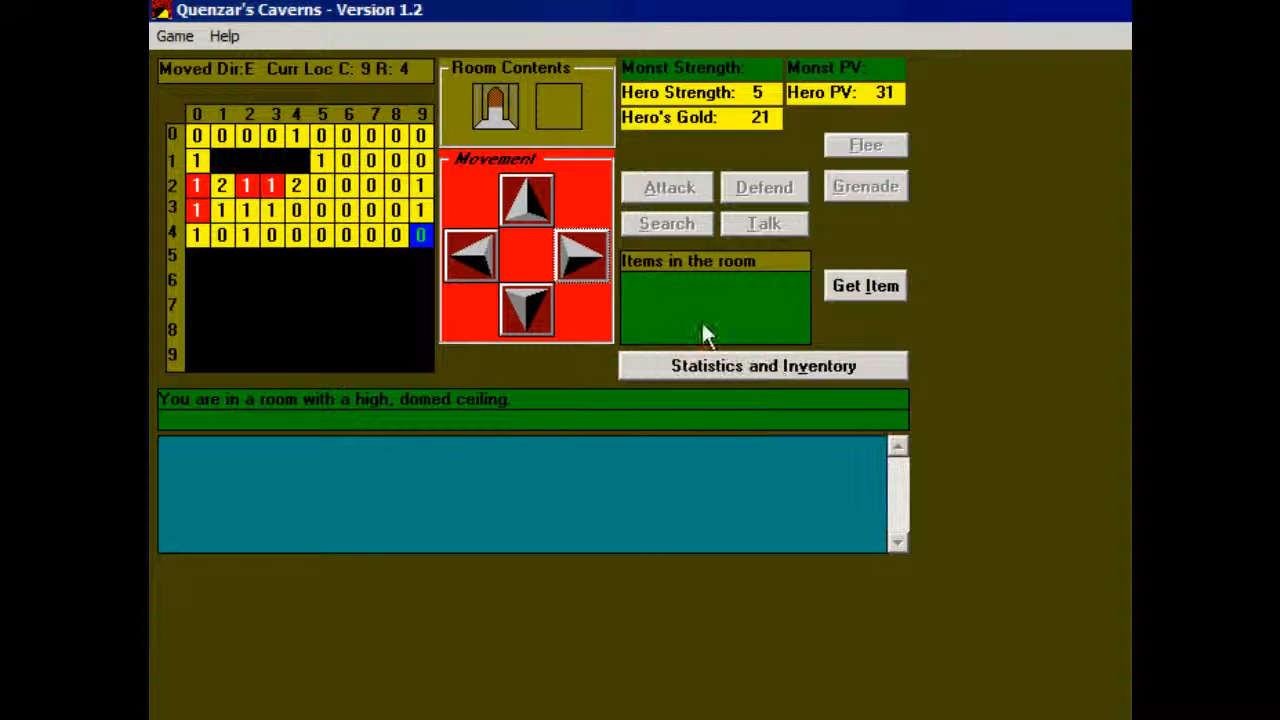 Quenzar's Caverns - Version 1.2
Game Help
Moved Dir:E Curr Loc C: 9 R: 4
0 1 2 3 4 5 6 7 8 9
0 0 0 0 0 1 0 0 0 0 0
1 1 1 0 0 0 0
2 1 2 1 1 2 0 0 0 0 1
3 1 1 1 1 0 0 0 0 0 1
4 1 0 1 0 0 0 0 0 0 0
5
6
7
8
9
Room Contents
Movement
Monst Strength: Monst PV:
Hero Strength: 5 Hero PV: 31
Hero's Gold: 21
Flee
Attack Defend Grenade
Search Talk
Items in the room
Get Item
Statistics and Inventory
You are in a room with a high, domed ceiling.